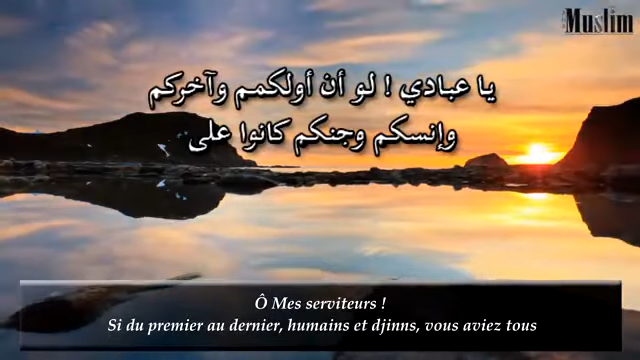 Muslim
يا عبادي ! لو أن أولكمم وآخركم
وإنسكم وجنكم كانوا على
Ô Mes serviteurs !
Si du premier au dernier, humains et djinns, vous aviez tous